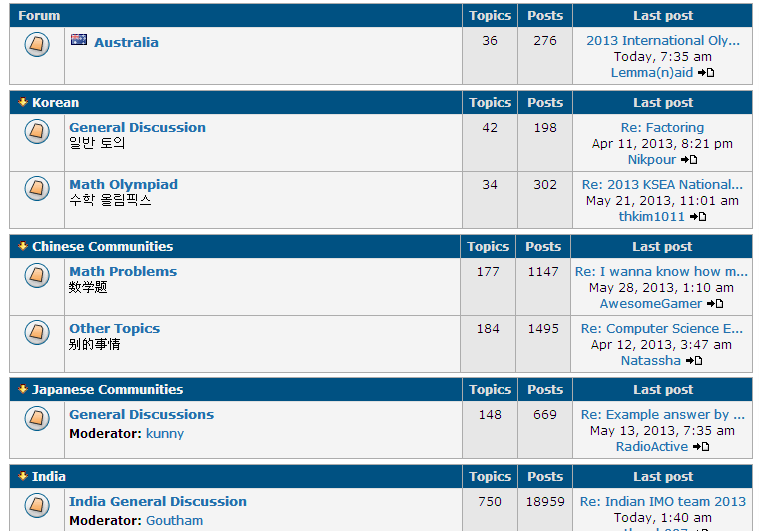 Forum Topics Posts Last post
Australia 36 276 2013 International Oly...
Today, 7:35 am
Lemma(n)aid
Korean Topics Posts Last post
General Discussion 42 198 Re: Factoring
일반 토의 Apr 11, 2013, 8:21 pm
Nikpour
Math Olympiad 34 302 Re: 2013 KSEA National...
수학 올림픽스 May 21, 2013, 11:01 am
thkim1011
Chinese Communities Topics Posts Last post
Math Problems 177 1147 Re: I wanna know how m...
数学题 May 28, 2013, 1:10 am
AwesomeGamer
Other Topics 184 1495 Re: Computer Science E...
别的事情 Apr 12, 2013, 3:47 am
Natassha
Japanese Communities Topics Posts Last post
General Discussions 148 669 Re: Example answer by ...
Moderator: kunny May 13, 2013, 7:35 am
RadioActive
India Topics Posts Last post
India General Discussion 750 18959 Re: Indian IMO team 2013
Moderator: Goutham Today, 1:40 am